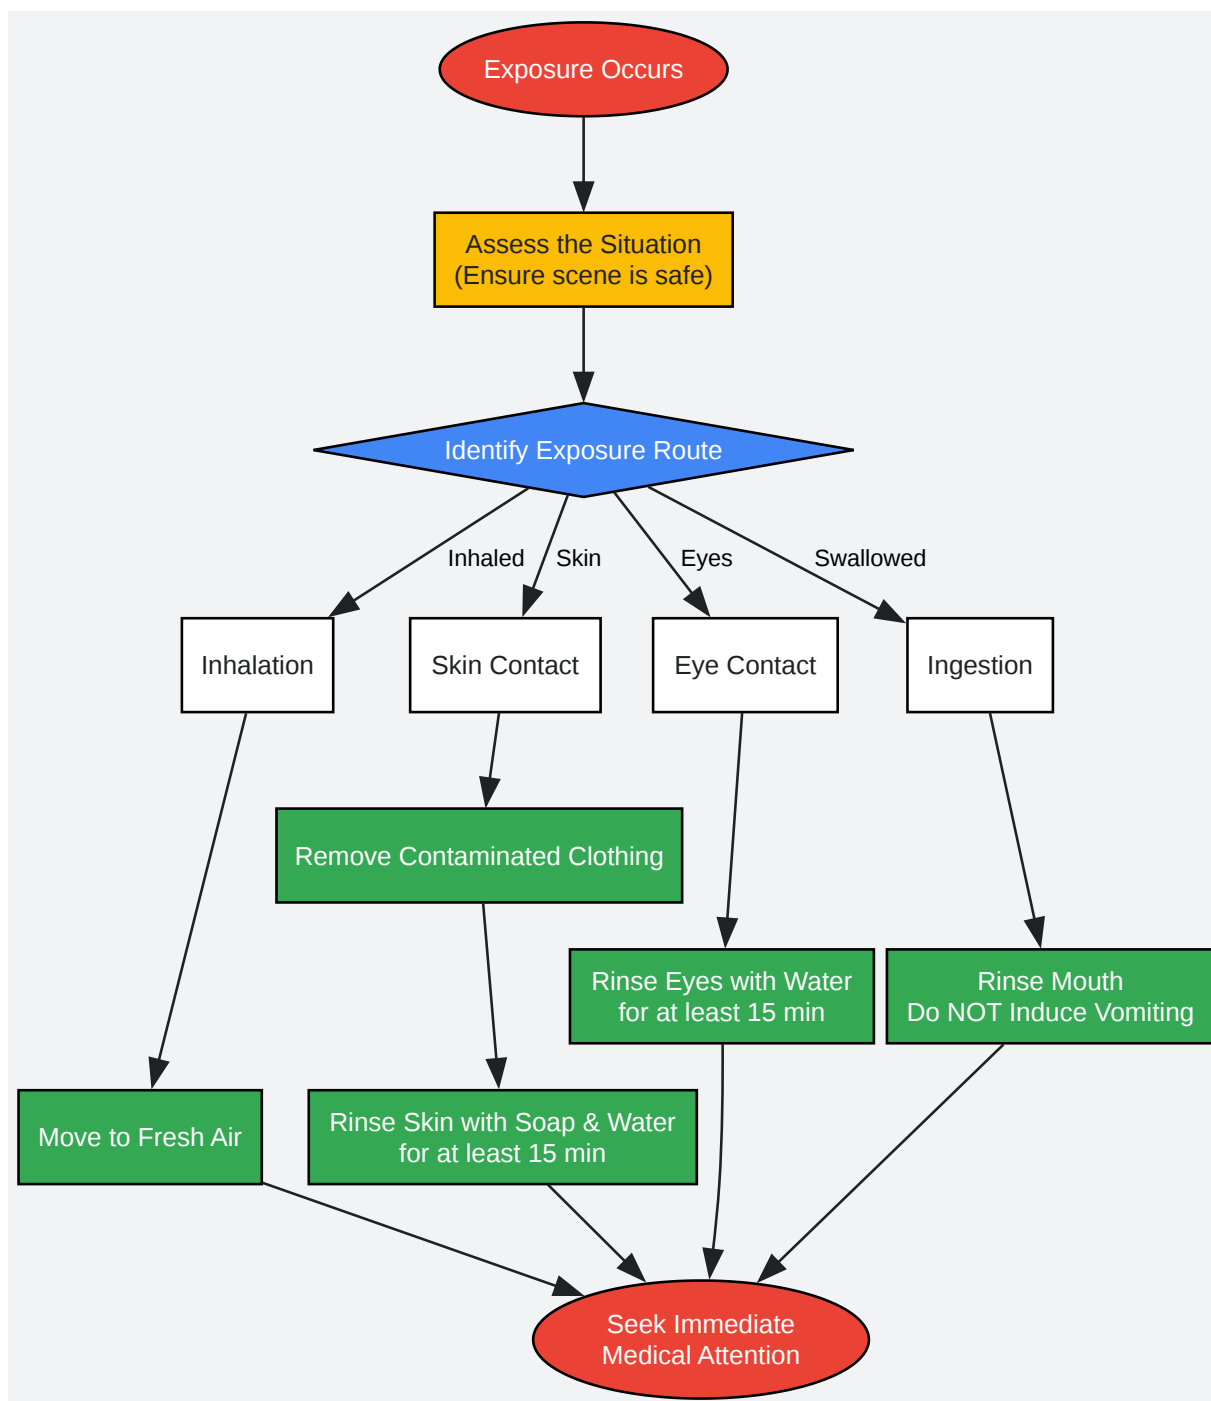 Exposure Occurs
Assess the Situation
(Ensure scene is safe)
Identify Exposure Route
Inhaled
Skin
Eyes
Swallowed
Inhalation
Skin Contact
Eye Contact
Ingestion
Remove Contaminated Clothing
Rinse Eyes with Water
for at least 15 min
Rinse Mouth
Do NOT Induce Vomiting
Move to Fresh Air
Rinse Skin with Soap & Water
for at least 15 min
Seek Immediate
Medical Attention